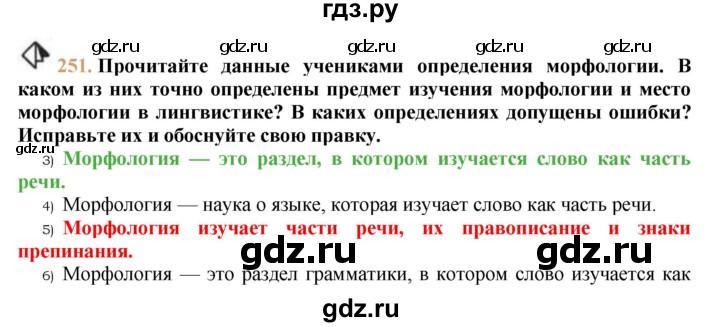 гдз.ру
gdz.ru gdz.ru gdz.ru gdz.ru
251. Прочитайте данные учениками определения морфологии. В
каком из них точно определены предмет изучения морфологии и место
морфологии в лингвистике? В каких определениях допущены ошибки?
Исправьте их и обоснуйте свою правку.
3) Морфология — это раздел, в котором изучается слово как часть
речи.
4) Морфология — наука о языке, которая изучает слово как часть речи.
5) Морфология изучает части речи, их правописание и знаки
препинания.
gdz.ru gdz.ru gdz.ru
6) Морфология — это раздел грамматики, в котором слово изучается как
gdz.ru gdz.ru gdz.ru